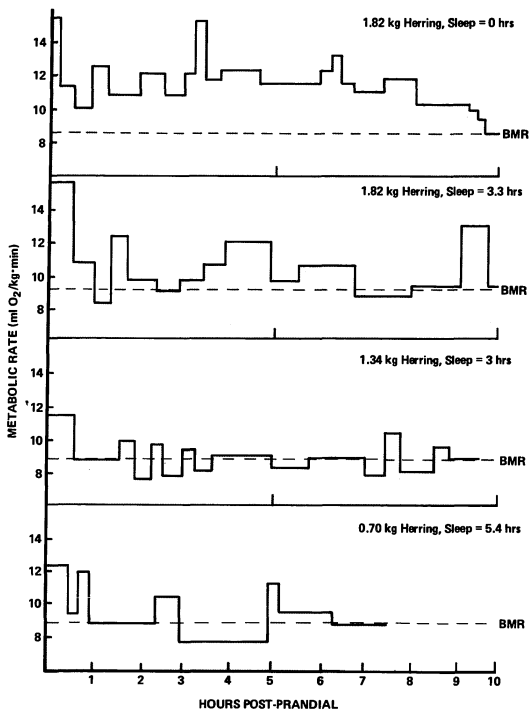 1.82 kg Herring, Sleep = 0 hrs
14
12
10
8
BMR
1.82 kg Herring, Sleep = 3.3 hrs
14
12
10
8
BMR
METABOLIC RATE (ml O₂/kg·min)
1.34 kg Herring, Sleep = 3 hrs
14
12
10
8
BMR
0.70 kg Herring, Sleep = 5.4 hrs
14
12
10
8
BMR
1 2 3 4 5 6 7 8 9 10
HOURS POST-PRANDIAL